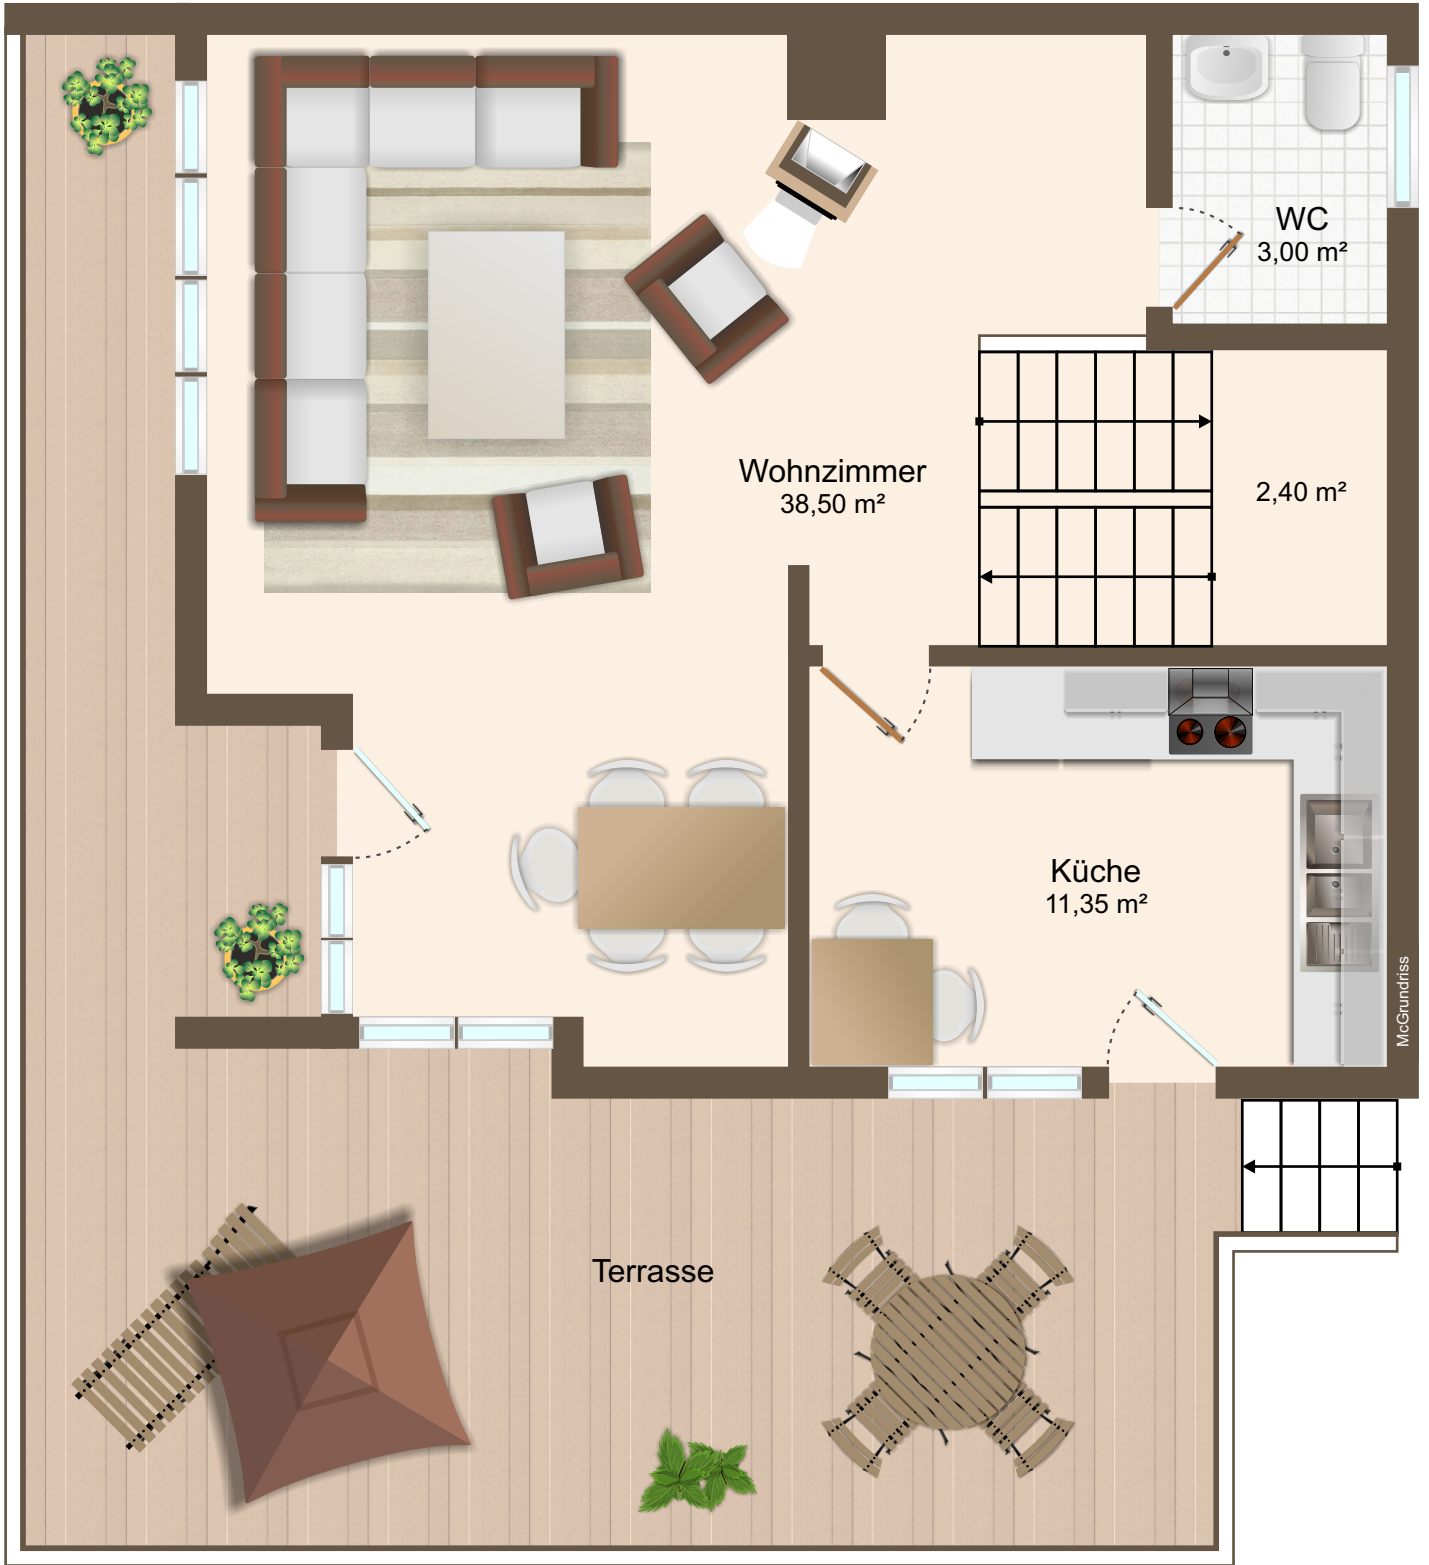 WC
3,00 m²
Wohnzimmer
38,50 m²
2,40 m²
Küche
11,35 m²
McGrundriss
Terrasse